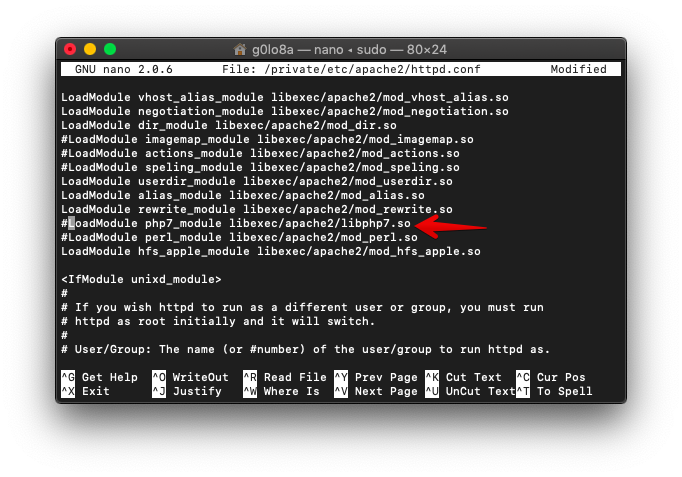 g0lo8a — nano ◂ sudo — 80×24
GNU nano 2.0.6 File: /private/etc/apache2/httpd.conf Modified
LoadModule vhost_alias_module libexec/apache2/mod_vhost_alias.so
LoadModule negotiation_module libexec/apache2/mod_negotiation.so
LoadModule dir_module libexec/apache2/mod_dir.so
#LoadModule imagemap_module libexec/apache2/mod_imagemap.so
#LoadModule actions_module libexec/apache2/mod_actions.so
#LoadModule speling_module libexec/apache2/mod_speling.so
LoadModule userdir_module libexec/apache2/mod_userdir.so
LoadModule alias_module libexec/apache2/mod_alias.so
LoadModule rewrite_module libexec/apache2/mod_rewrite.so
#LoadModule php7_module libexec/apache2/libphp7.so
#LoadModule perl_module libexec/apache2/mod_perl.so
LoadModule hfs_apple_module libexec/apache2/mod_hfs_apple.so
<IfModule unixd_module>
#
# If you wish httpd to run as a different user or group, you must run
# httpd as root initially and it will switch.
#
# User/Group: The name (or #number) of the user/group to run httpd as.
^G Get Help ^O WriteOut ^R Read File ^Y Prev Page ^K Cut Text ^C Cur Pos
^X Exit ^J Justify ^W Where Is ^V Next Page ^U UnCut Text ^T To Spell